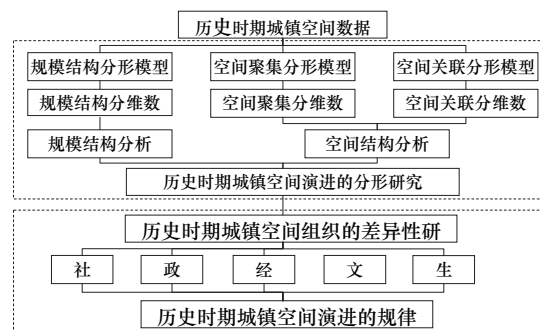 历史时期城镇空间数据
规模结构分形模型 空间聚集分形模型 空间关联分形模型
规模结构分维数 空间聚集分维数 空间关联分维数
规模结构分析 空间结构分析
历史时期城镇空间演进的分形研究
历史时期城镇空间组织的差异性研
社 政 经 文 生
历史时期城镇空间演进的规律